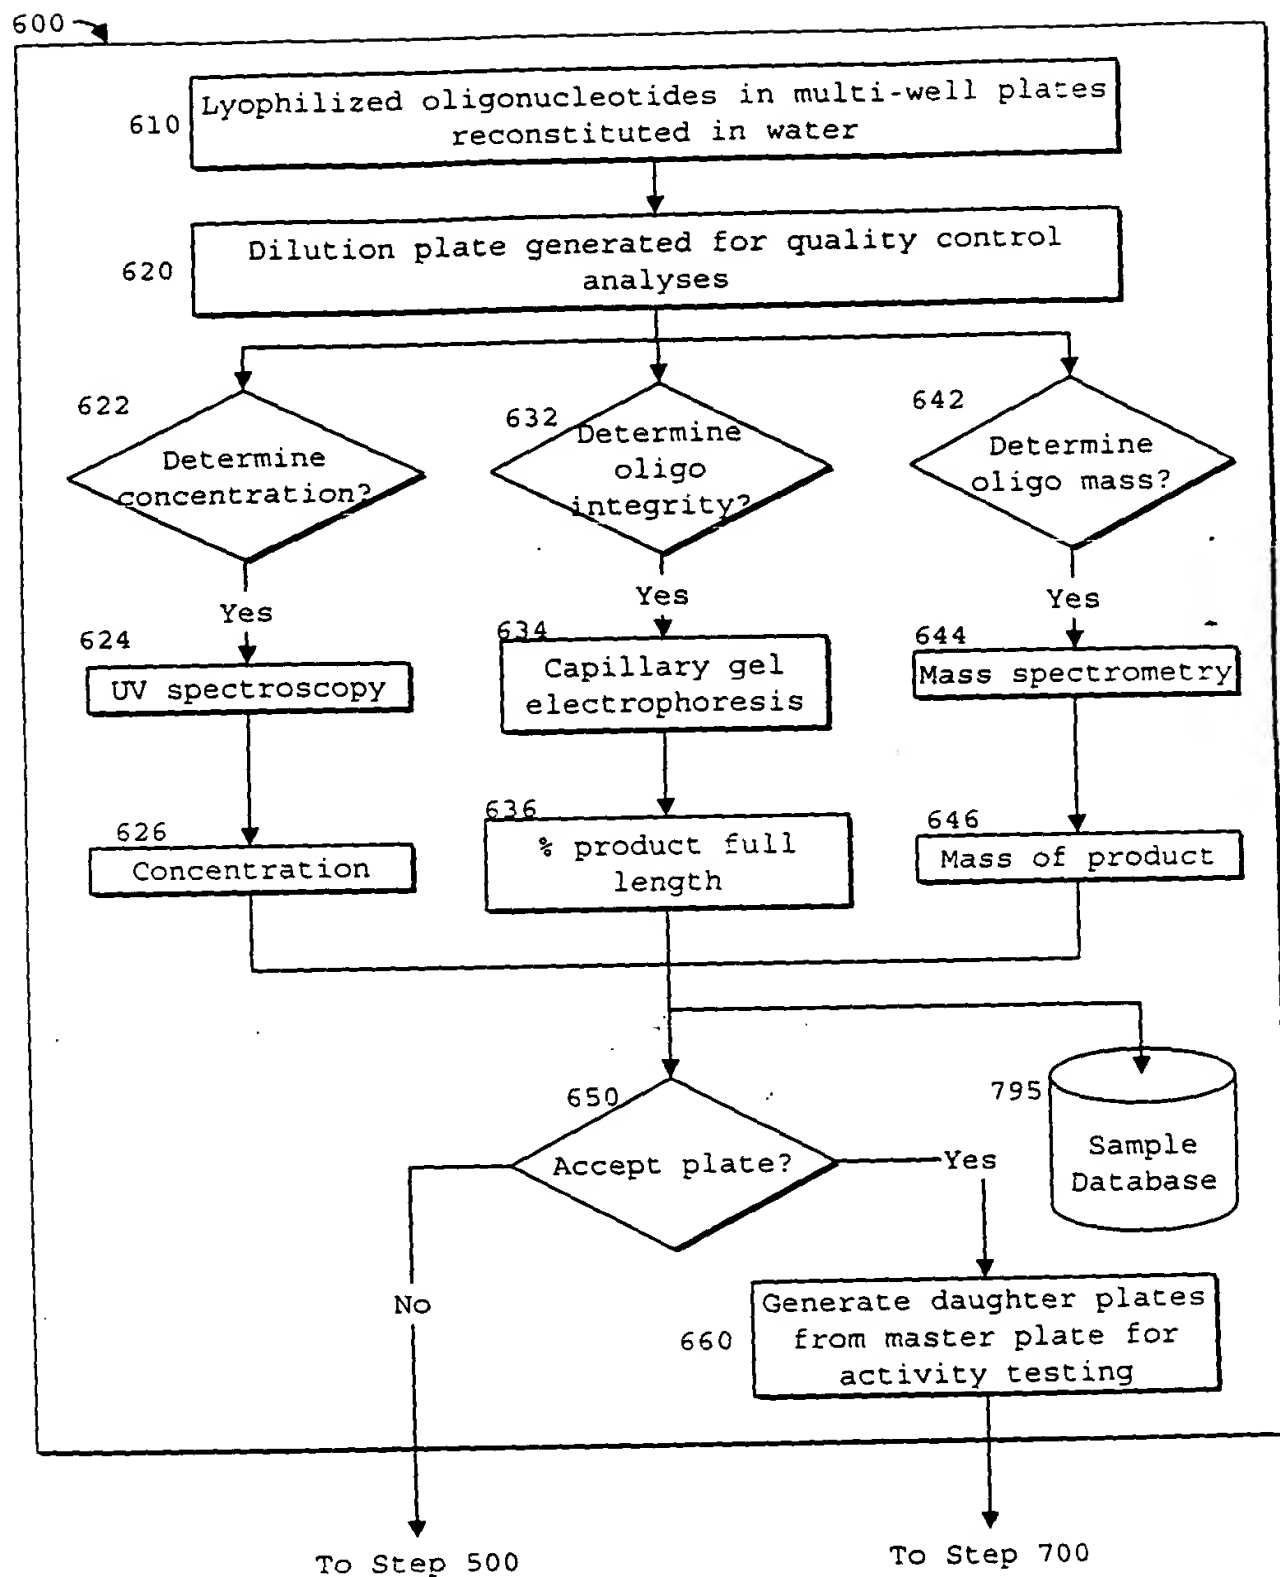 600
610
Lyophilized oligonucleotides in multi-well plates
reconstituted in water
620
Dilution plate generated for quality control
analyses
622
Determine
concentration?
632
Determine
oligo
integrity?
642
Determine
oligo mass?
Yes
Yes
Yes
624
UV spectroscopy
634
Capillary gel
electrophoresis
644
Mass spectrometry
626
Concentration
636
% product full
length
646
Mass of product
650
Accept plate?
Yes
795
Sample
Database
No
660
Generate daughter plates
from master plate for
activity testing
To Step 500
To Step 700